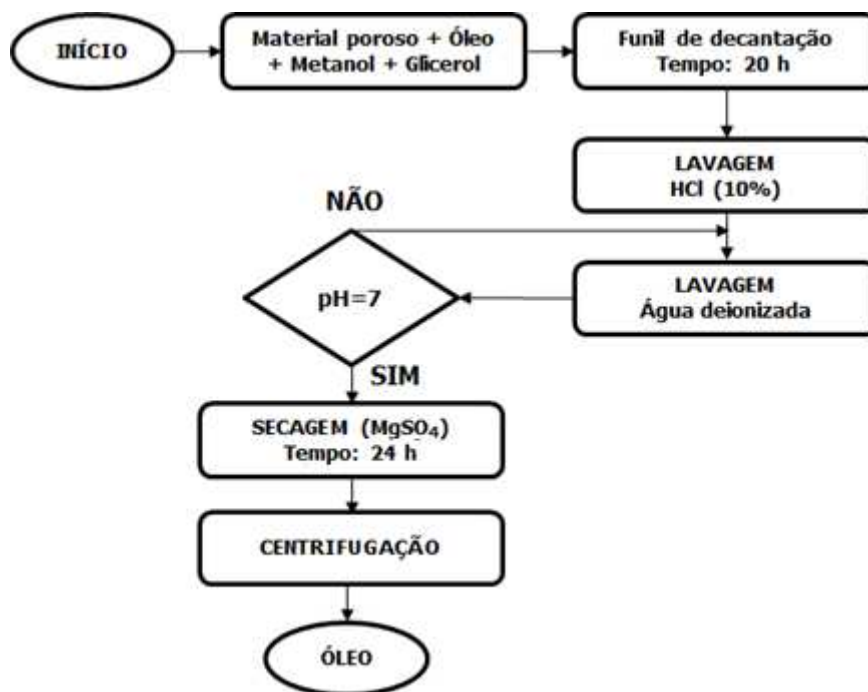 INÍCIO
Material poroso + Óleo
+ Metanol + Glicerol
Funil de decantação
Tempo: 20 h
LAVAGEM
HCl (10%)
NÃO
LAVAGEM
Água deionizada
pH=7
SIM
SECAGEM (MgSO₄)
Tempo: 24 h
CENTRIFUGAÇÃO
ÓLEO